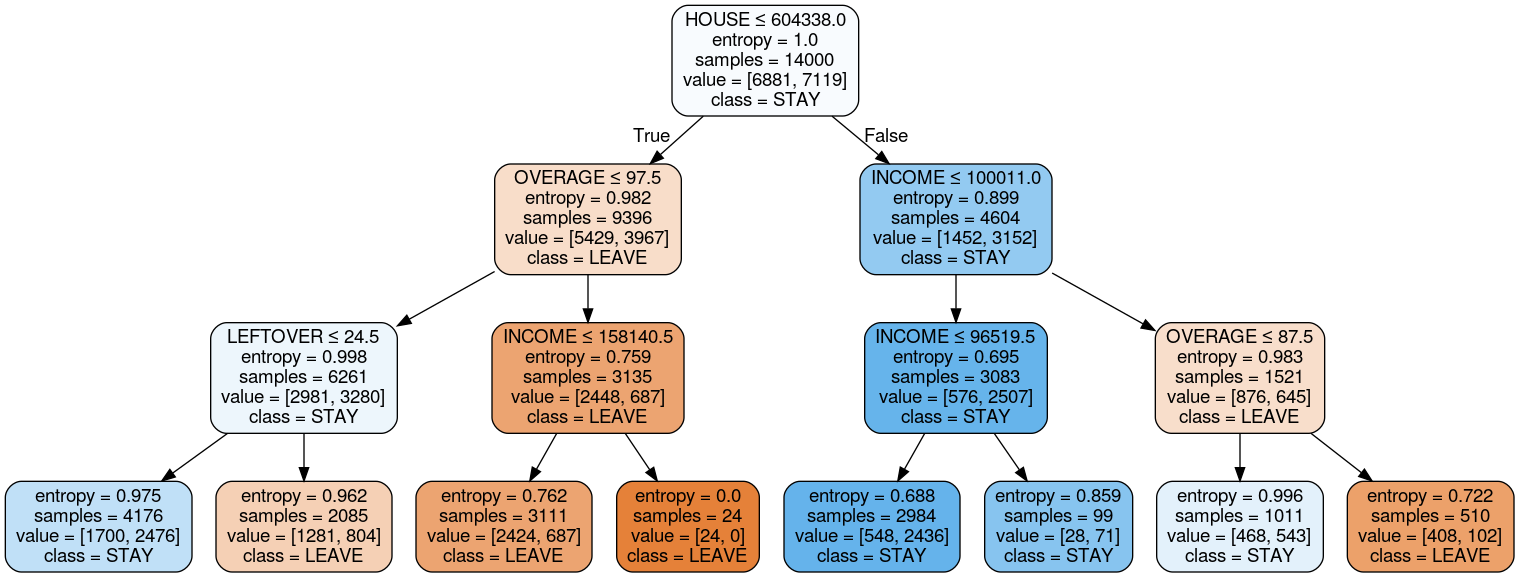 HOUSE ≤ 604338.0
entropy = 1.0
samples = 14000
value = [6881, 7119]
class = STAY
True
False
OVERAGE ≤ 97.5
entropy = 0.982
samples = 9396
value = [5429, 3967]
class = LEAVE
INCOME ≤ 100011.0
entropy = 0.899
samples = 4604
value = [1452, 3152]
class = STAY
LEFTOVER ≤ 24.5
entropy = 0.998
samples = 6261
value = [2981, 3280]
class = STAY
INCOME ≤ 158140.5
entropy = 0.759
samples = 3135
value = [2448, 687]
class = LEAVE
INCOME ≤ 96519.5
entropy = 0.695
samples = 3083
value = [576, 2507]
class = STAY
OVERAGE ≤ 87.5
entropy = 0.983
samples = 1521
value = [876, 645]
class = LEAVE
entropy = 0.975
samples = 4176
value = [1700, 2476]
class = STAY
entropy = 0.962
samples = 2085
value = [1281, 804]
class = LEAVE
entropy = 0.762
samples = 3111
value = [2424, 687]
class = LEAVE
entropy = 0.0
samples = 24
value = [24, 0]
class = LEAVE
entropy = 0.688
samples = 2984
value = [548, 2436]
class = STAY
entropy = 0.859
samples = 99
value = [28, 71]
class = STAY
entropy = 0.996
samples = 1011
value = [468, 543]
class = STAY
entropy = 0.722
samples = 510
value = [408, 102]
class = LEAVE